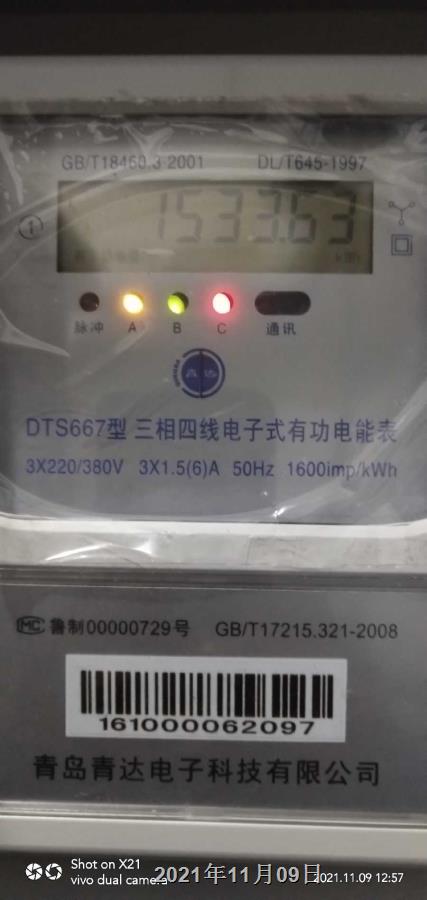 GB/T18460.3-2001 DL/T645-1997
1533.63
脉冲 A B C 通讯
DTS667型 三相四线电子式有功电能表
3X220/380V 3X1.5(6)A 50Hz 1600imp/kWh
MC 鲁制00000729号 GB/T17215.321-2008
161000062097
青岛青达电子科技有限公司
Shot on X21
vivo dual camera
2021年11月09日
2021.11.09 12:57